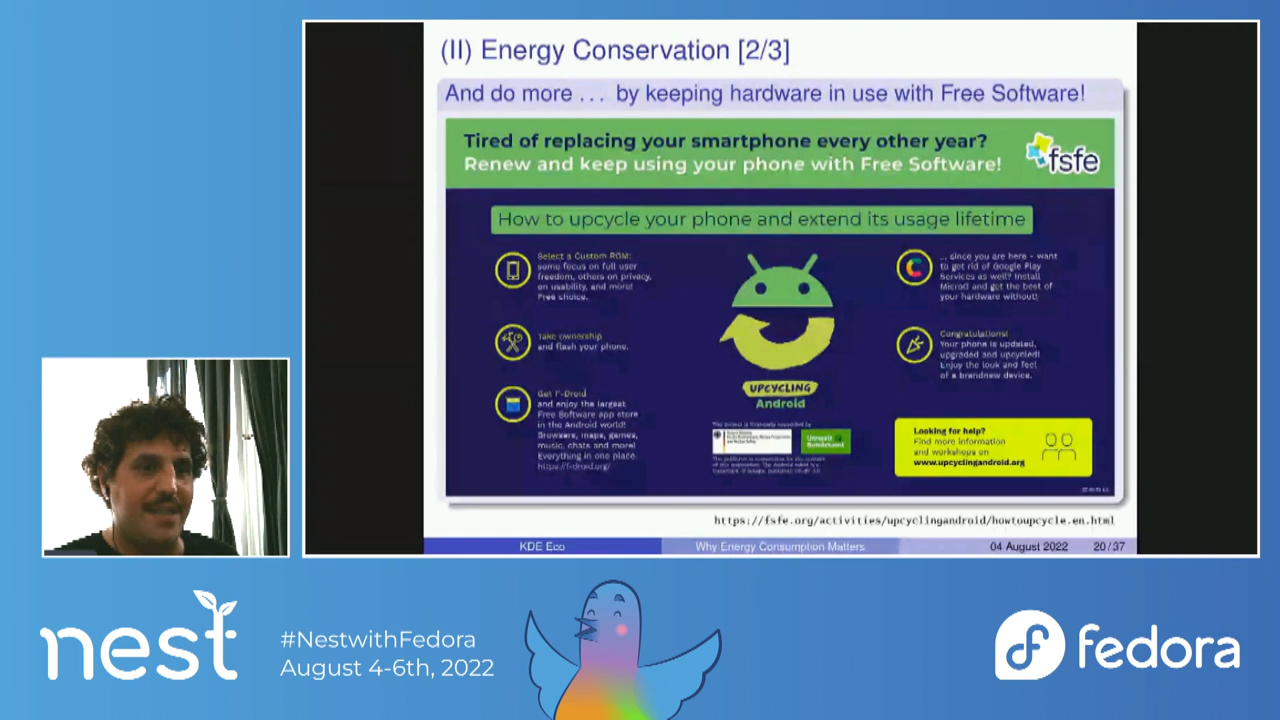 (II) Energy Conservation [2/3]
And do more ... by keeping hardware in use with Free Software!
Tired of replacing your smartphone every other year?
Renew and keep using your phone with Free Software!
fsfe
How to upcycle your phone and extend its usage lifetime
Select a Custom ROM:
some focus on full user
freedom, others on privacy,
on usability, and more!
Free choice.
Take ownership
and flash your phone.
Get F-Droid
and enjoy the largest
Free Software app store
in the Android world!
Browsers, maps, games,
music, chats and more!
Everything in one place.
https://f-droid.org/
UPCYCLING
Android
This project is financially supported by
Umwelt
Bundesamt
... since you are here - want
to get rid of Google Play
Services as well? Install
MicroG and get the best of
your hardware without!
Congratulations!
Your phone is updated,
upgraded and upcycled!
Enjoy the look and feel
of a brandnew device.
Looking for help?
Find more information
and workshops on
www.upcyclingandroid.org
https://fsfe.org/activities/upcyclingandroid/howtoupcycle.en.html
KDE Eco
Why Energy Consumption Matters
04 August 2022
20/37
nest
#NestwithFedora
August 4-6th, 2022
fedora